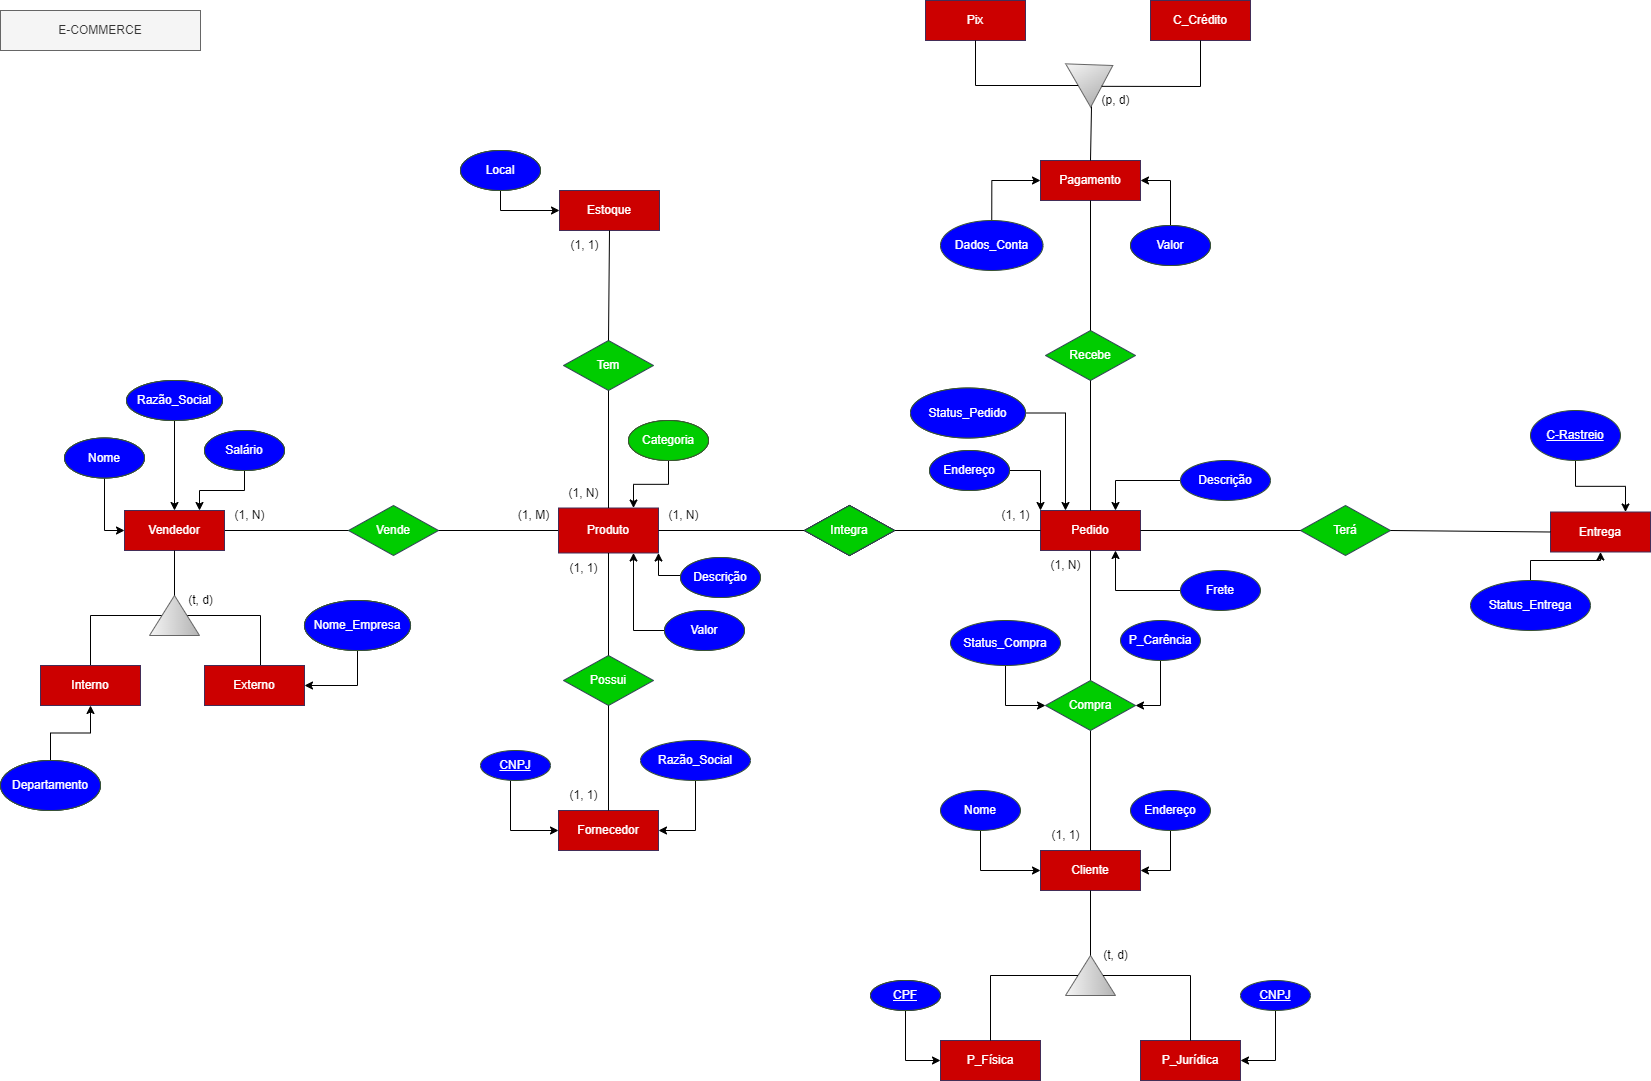 Pix
C_Crédito
E-COMMERCE
(p, d)
Local
Pagamento
Estoque
(1, 1)
Dados_Conta
Valor
Recebe
Tem
Razão_Social
Status_Pedido
Categoria
C-Rastreio
Salário
Nome
Endereço
Descrição
(1, N)
(1, N)
(1, M)
(1, N)
(1, 1)
Vendedor
Vende
Produto
Integra
Pedido
Terá
Entrega
(1, 1)
(1, N)
Descrição
Frete
(t, d)
Status_Entrega
Nome_Empresa
Valor
Status_Compra
P_Carência
Interno
Externo
Possui
Compra
CNPJ
Razão_Social
Departamento
(1, 1)
Nome
Endereço
Fornecedor
(1, 1)
Cliente
(t, d)
CPF
CNPJ
P_Física
P_Jurídica